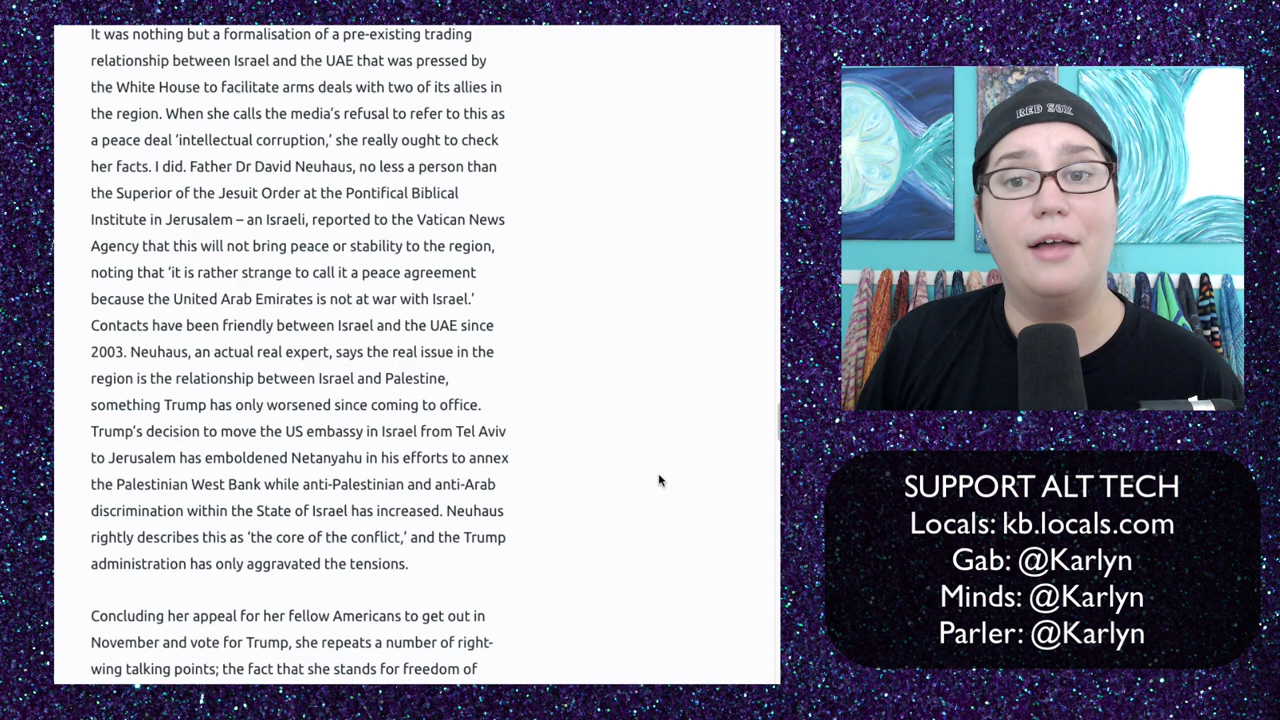 It was nothing but a formalisation of a pre-existing trading
relationship between Israel and the UAE that was pressed by
the White House to facilitate arms deals with two of its allies in
the region. When she calls the media’s refusal to refer to this as
a peace deal ‘intellectual corruption,’ she really ought to check
her facts. I did. Father Dr David Neuhaus, no less a person than
the Superior of the Jesuit Order at the Pontifical Biblical
Institute in Jerusalem – an Israeli, reported to the Vatican News
Agency that this will not bring peace or stability to the region,
noting that ‘it is rather strange to call it a peace agreement
because the United Arab Emirates is not at war with Israel.’
Contacts have been friendly between Israel and the UAE since
2003. Neuhaus, an actual real expert, says the real issue in the
region is the relationship between Israel and Palestine,
something Trump has only worsened since coming to office.
Trump’s decision to move the US embassy in Israel from Tel Aviv
to Jerusalem has emboldened Netanyahu in his efforts to annex
the Palestinian West Bank while anti-Palestinian and anti-Arab
discrimination within the State of Israel has increased. Neuhaus
rightly describes this as ‘the core of the conflict,’ and the Trump
administration has only aggravated the tensions.
Concluding her appeal for her fellow Americans to get out in
November and vote for Trump, she repeats a number of right-
wing talking points; the fact that she stands for freedom of
RED SOX
SUPPORT ALT TECH
Locals: kb.locals.com
Gab: @Karlyn
Minds: @Karlyn
Parler: @Karlyn